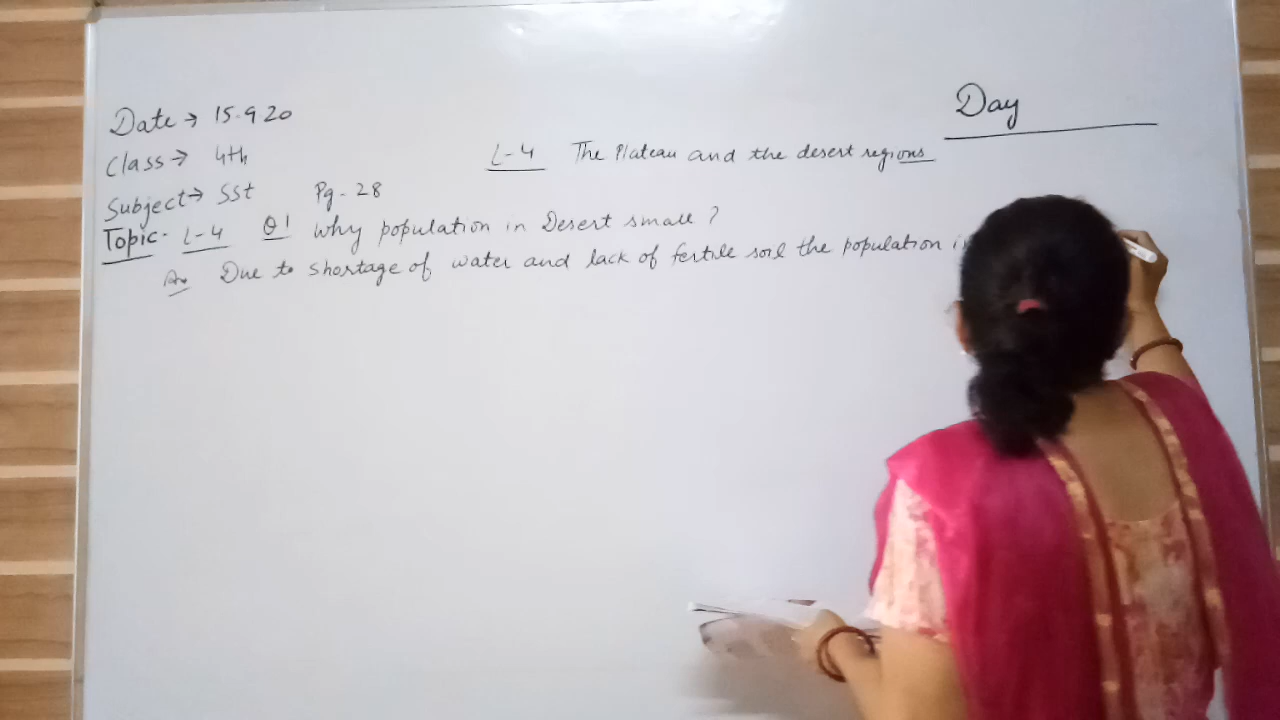 Day
Date → 15.9 20
Class → 4th
L-4 The Plateau and the desert regions
Subject → SSt Pg - 28
Topic - L-4 Q1 Why population in Desert small ?
Ans Due to shortage of water and lack of fertile soil the population